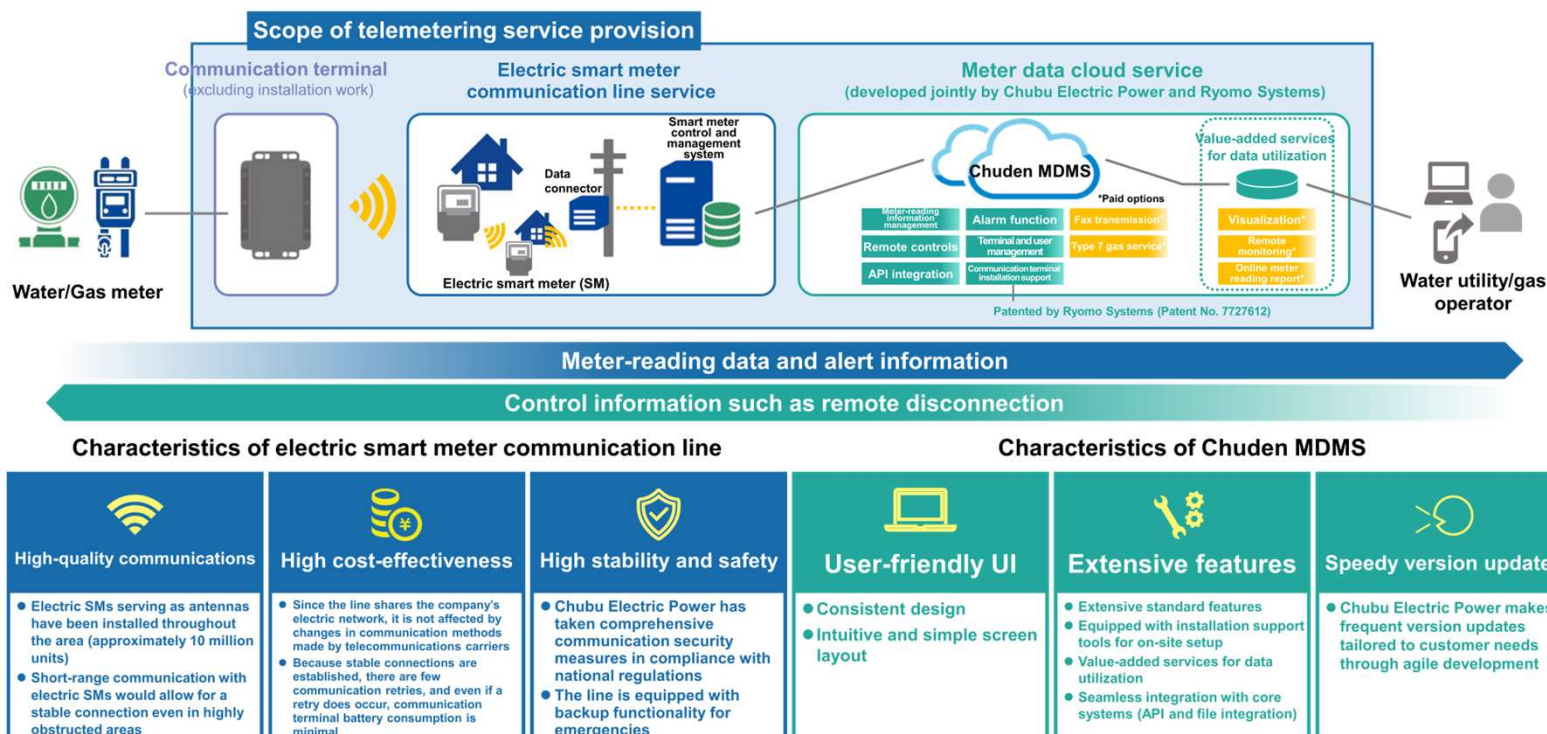 Scope of telemetering service provision
Communication terminal
(excluding installation work)
Electric smart meter
communication line service
Meter data cloud service
(developed jointly by Chubu Electric Power and Ryomo Systems)
Smart meter
control and
management
system
Data
connector
Electric smart meter (SM)
Water/Gas meter
Chuden MDMS
*Paid options
Meter-reading
information
management
Alarm function
Fax transmission*
Remote controls
Terminal and user
management
Type 7 gas service*
API integration
Communication terminal
installation support
Patented by Ryomo Systems (Patent No. 7727612)
Value-added services
for data utilization
Visualization*
Remote
monitoring*
Online meter
reading report*
Water utility/gas
operator
Meter-reading data and alert information
Control information such as remote disconnection
Characteristics of electric smart meter communication line
Characteristics of Chuden MDMS
High-quality communications
● Electric SMs serving as antennas
have been installed throughout
the area (approximately 10 million
units)
● Short-range communication with
electric SMs would allow for a
stable connection even in highly
obstructed areas
¥
High cost-effectiveness
● Since the line shares the company's
electric network, it is not affected by
changes in communication methods
made by telecommunications carriers
● Because stable connections are
established, there are few
communication retries, and even if a
retry does occur, communication
terminal battery consumption is
minimal
High stability and safety
● Chubu Electric Power has
taken comprehensive
communication security
measures in compliance with
national regulations
● The line is equipped with
backup functionality for
emergencies
User-friendly UI
● Consistent design
● Intuitive and simple screen
layout
Extensive features
● Extensive standard features
● Equipped with installation support
tools for on-site setup
● Value-added services for data
utilization
● Seamless integration with core
systems (API and file integration)
Speedy version update
● Chubu Electric Power makes
frequent version updates
tailored to customer needs
through agile development